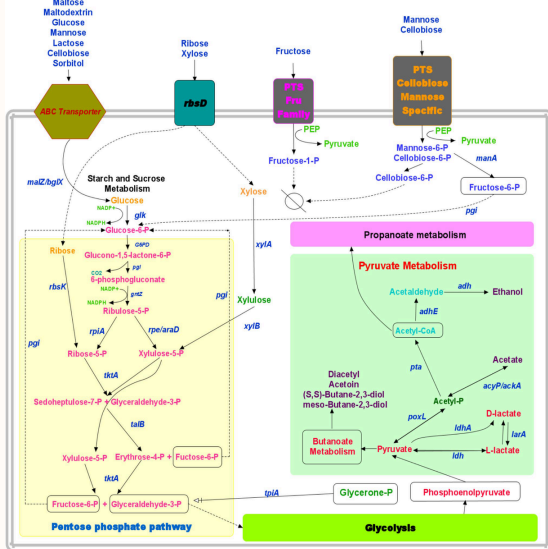 Maltose
Maltodextrin
Glucose
Mannose
Lactose
Cellobiose
Sorbitol
Ribose
Xylose
Fructose
Mannose
Cellobiose
ABC Transporter
rbsD
PTS
Fru
Family
PTS
Cellobiose
Mannose
Specific
PEP
Pyruvate
Fructose-1-P
PEP
Pyruvate
Mannose-6-P
Cellobiose-6-P
manA
Cellobiose-6-P
Fructose-6-P
pgi
malZ/bglX
Starch and Sucrose
Metabolism
Glucose
NADP+
NADPH
glk
Glucose-6-P
Xylose
xylA
Xylulose
xylB
Ribose
rbsK
G6PD
Glucono-1,5-lactone-6-P
CO2
pgl
6-phosphogluconate
NADP+
NADPH
gntZ
Ribulose-5-P
pgi
pgi
rpiA
rpe/araD
Ribose-5-P
Xylulose-5-P
tktA
Sedoheptulose-7-P + Glyceraldehyde-3-P
talB
Xylulose-5-P
Erythrose-4-P + Fuctose-6-P
tktA
Fructose-6-P + Glyceraldehyde-3-P
Pentose phosphate pathway
tpiA
Glycerone-P
Phosphoenolpyruvate
Glycolysis
Propanoate metabolism
Pyruvate Metabolism
Acetaldehyde
adh
Ethanol
adhE
Acetyl-CoA
pta
Acetate
acyP/ackA
Acetyl-P
Diacetyl
Acetoin
(S,S)-Butane-2,3-diol
meso-Butane-2,3-diol
poxL
D-lactate
ldhA
larA
Butanoate
Metabolism
Pyruvate
ldh
L-lactate